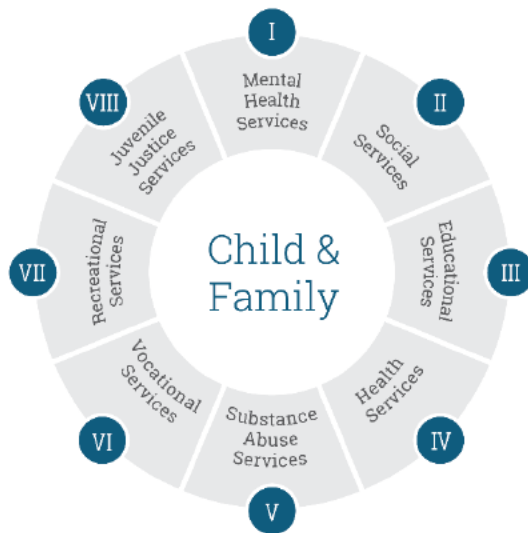 I
Mental
Health
Services
II
Social
Services
III
Educational
Services
IV
Health
Services
V
Substance
Abuse
Services
VI
Vocational
Services
VII
Recreational
Services
VIII
Juvenile
Justice
Services
Child &
Family